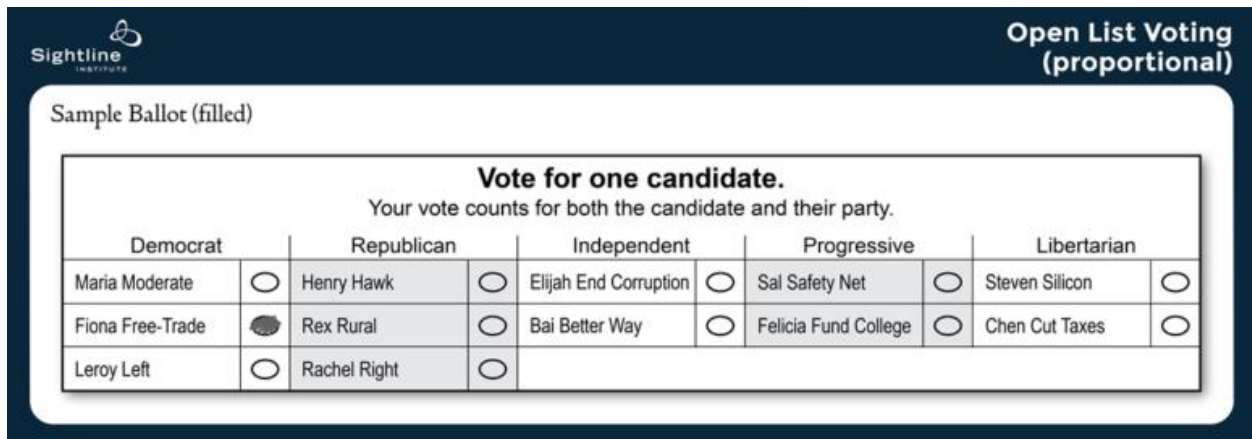 Sightline
INSTITUTE
Open List Voting
(proportional)
Sample Ballot (filled)
Vote for one candidate.
Your vote counts for both the candidate and their party.
Democrat Republican Independent Progressive Libertarian
Maria Moderate Henry Hawk Elijah End Corruption Sal Safety Net Steven Silicon
Fiona Free-Trade Rex Rural Bai Better Way Felicia Fund College Chen Cut Taxes
Leroy Left Rachel Right